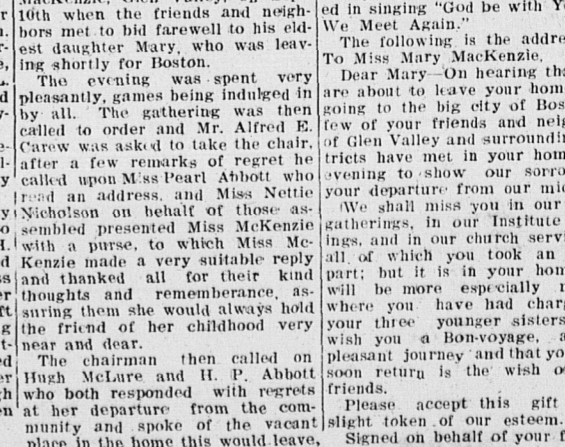 10th when the friends and neigh-
bors met to bid farewell to his eld-
est daughter Mary, who was leav-
ing shortly for Boston.
The evening was spent very
pleasantly, games being indulged in
by all. The gathering was then
called to order and Mr. Alfred E.
Carew was asked to take the chair.
after a few remarks of regret he
called upon Miss Pearl Abbott who
read an address, and Miss Nettie
Nicholson on behalf of those as-
sembled presented Miss McKenzie
with a purse, to which Miss Mc-
Kenzie made a very suitable reply
and thanked all for their kind
thoughts and rememberance, as-
suring them she would always hold
the friend of her childhood very
near and dear.
The chairman then called on
Hugh McLure and H. P. Abbott
who both responded with regrets
at her departure from the com-
munity and spoke of the vacant
place in the home this would leave,
ed in singing "God be with Y
We Meet Again."
The following is the addre
To Miss Mary MacKenzie,
Dear Mary—On hearing tha
are about to leave your hom
going to the big city of Bos
few of your friends and neig
of Glen Valley and surroundin
tricts have met in your hom
evening to show our sorro
your departure from our mid
We shall miss you in our
gatherings, in our Institute
ings, and in our church servi
all of which you took an
part; but it is in your hom
will be more especially m
where you have had charg
your three younger sisters
wish you a Bon-voyage, a
pleasant journey and that yo
soon return is the wish o
friends.
Please accept this gift
slight token of our esteem.
Signed on behalf of your f